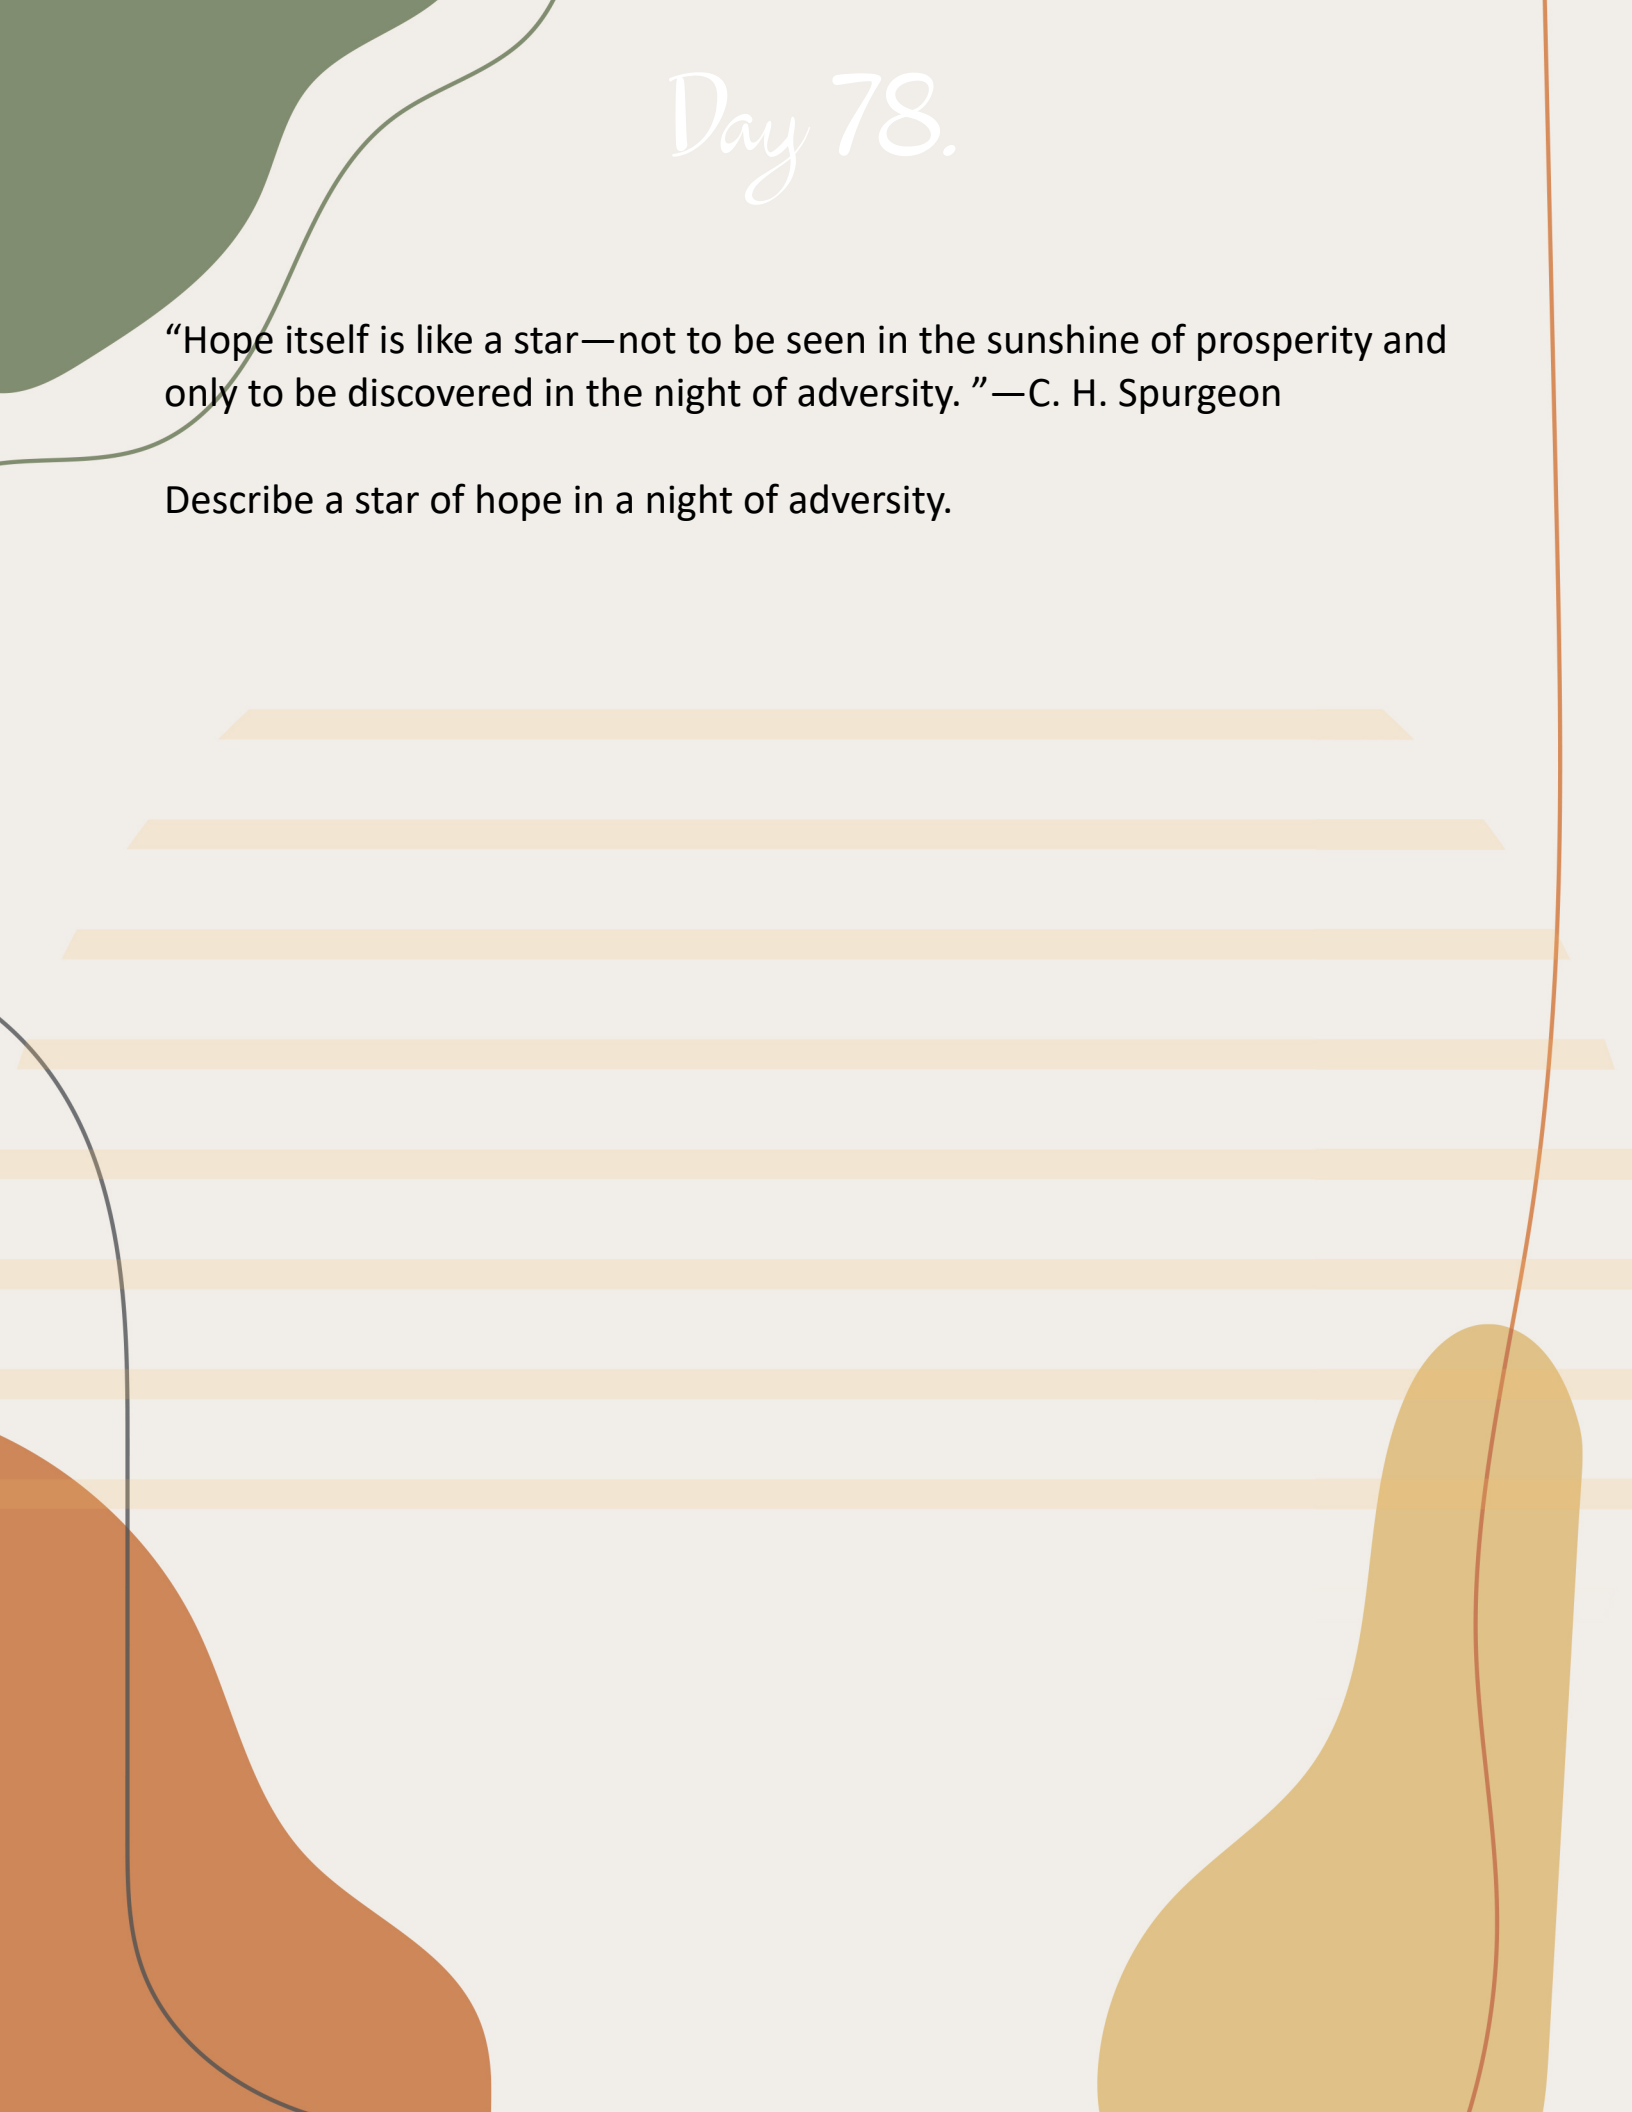 Day 78.
“Hope itself is like a star—not to be seen in the sunshine of prosperity and
only to be discovered in the night of adversity. ”—C. H. Spurgeon
Describe a star of hope in a night of adversity.